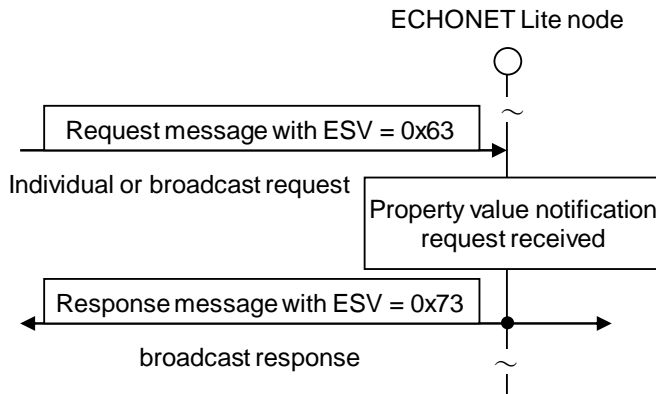 ECHONET Lite node
Request message with ESV = 0x63
Individual or broadcast request
Property value notification
request received
Response message with ESV = 0x73
broadcast response